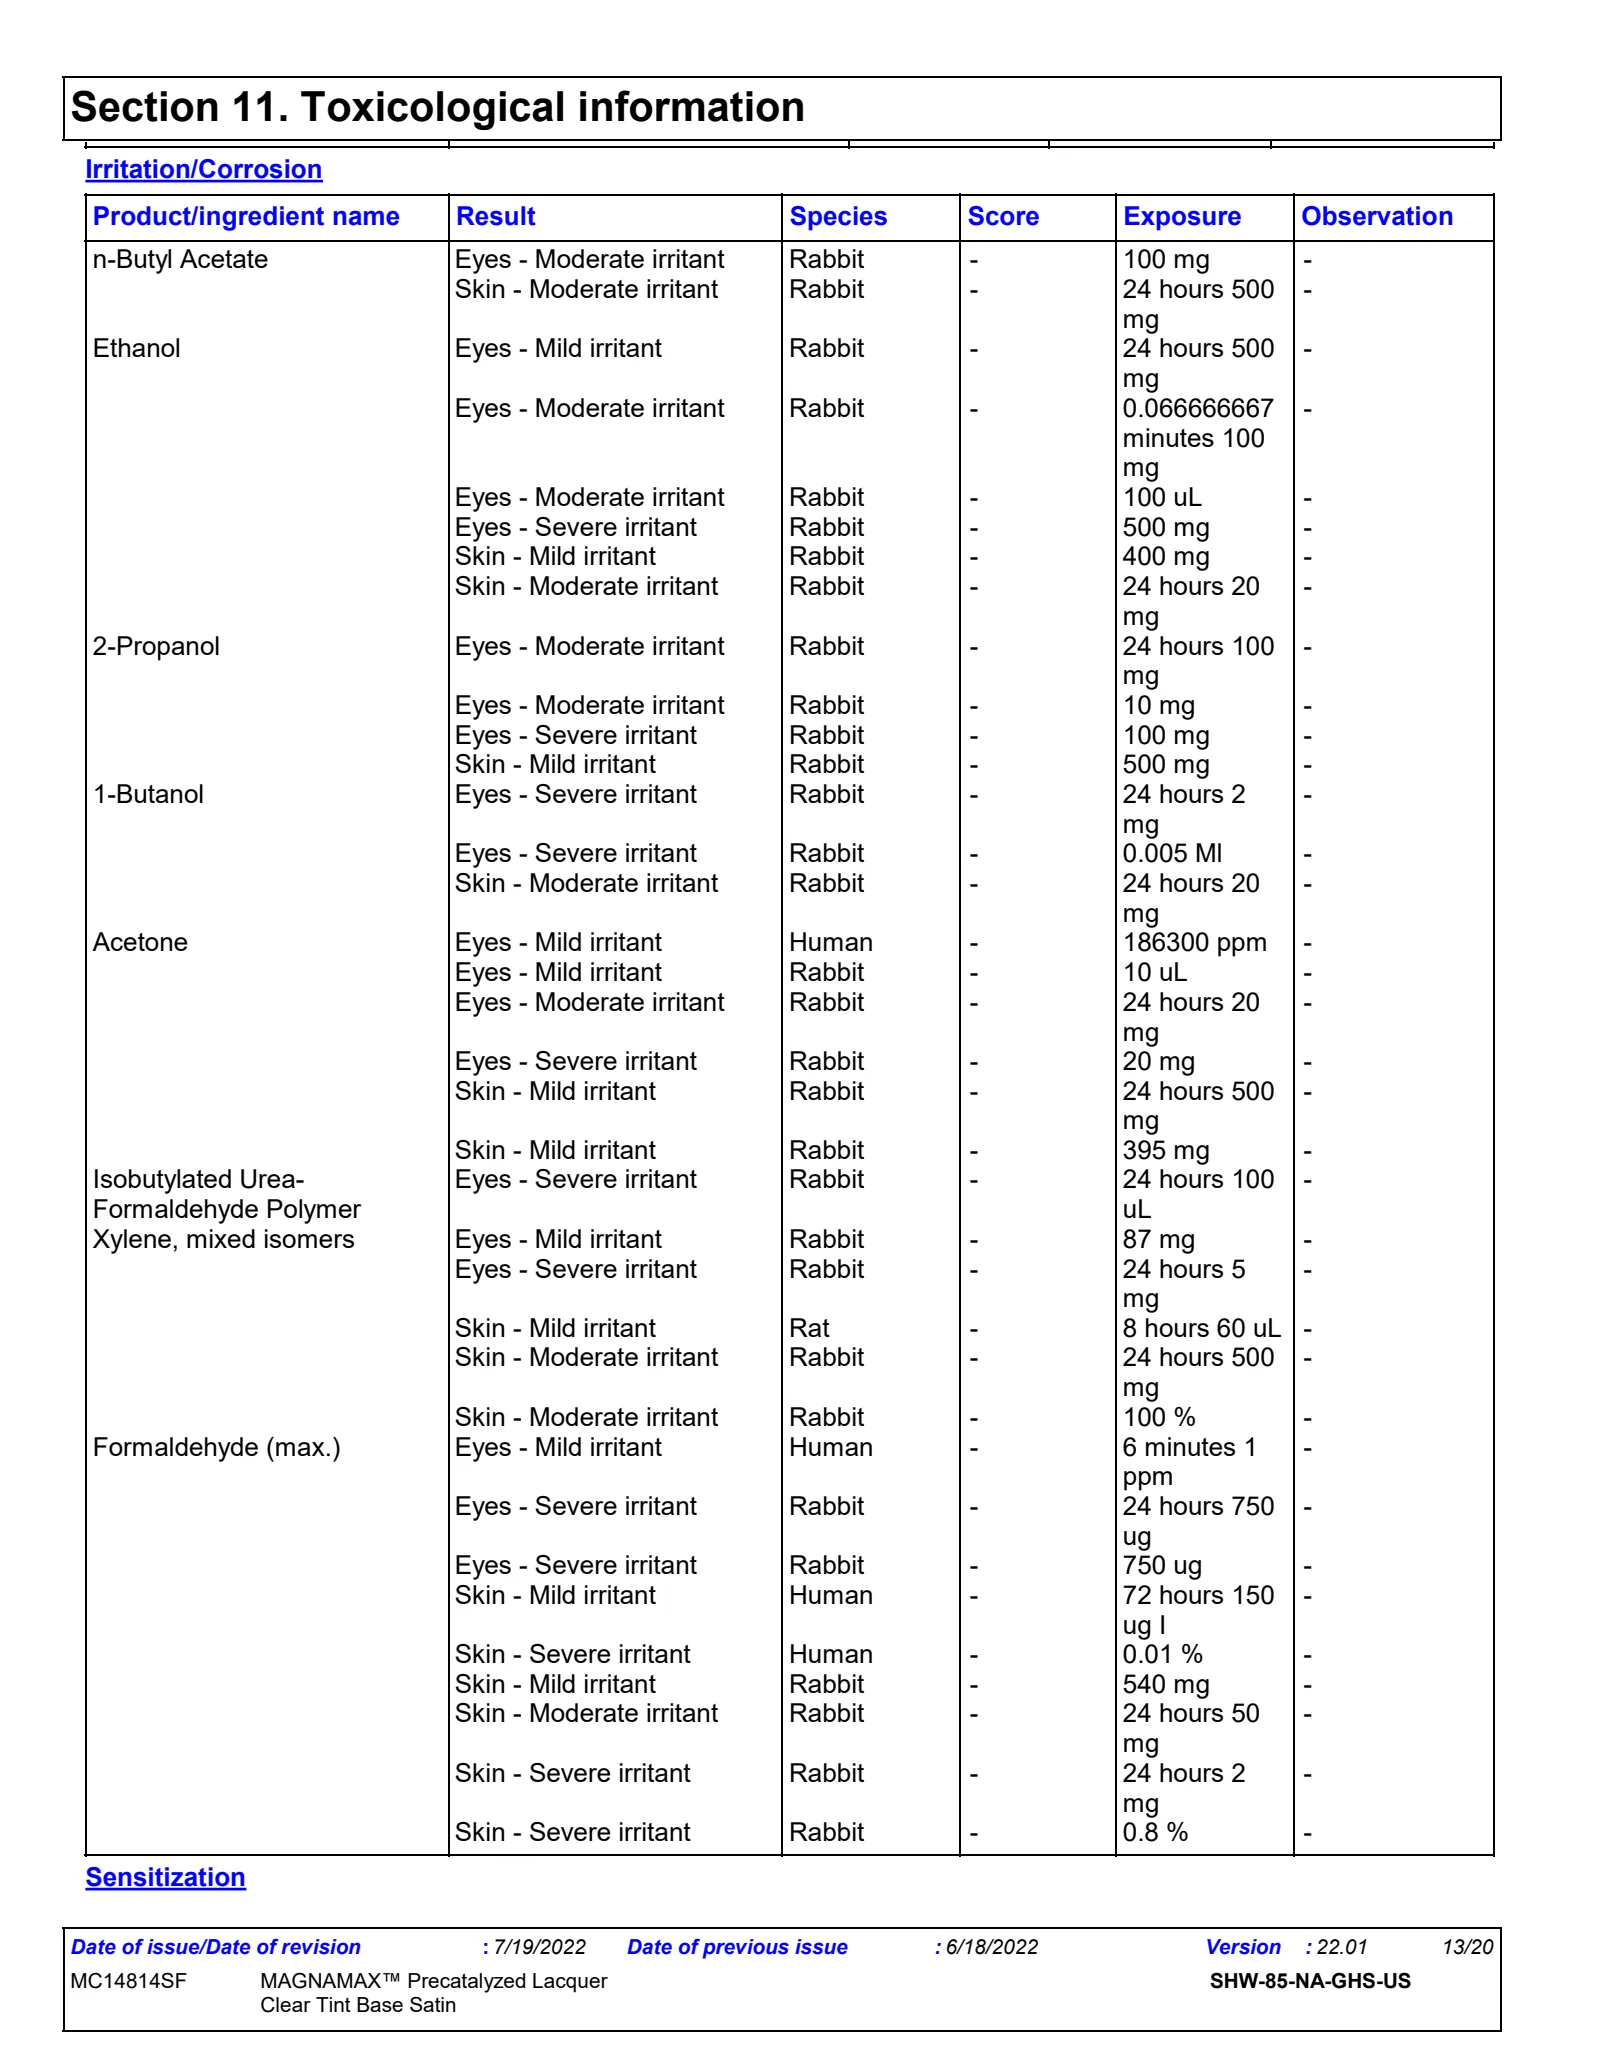 Section 11. Toxicological information
Irritation/Corrosion
Product/ingredient name Result Species Score Exposure Observation
n-Butyl Acetate Eyes - Moderate irritant Rabbit - 100 mg -
Skin - Moderate irritant Rabbit - 24 hours 500 -
mg
Ethanol Eyes - Mild irritant Rabbit - 24 hours 500 -
mg
Eyes - Moderate irritant Rabbit - 0.066666667 -
minutes 100
mg
Eyes - Moderate irritant Rabbit - 100 uL -
Eyes - Severe irritant Rabbit - 500 mg -
Skin - Mild irritant Rabbit - 400 mg -
Skin - Moderate irritant Rabbit - 24 hours 20 -
mg
2-Propanol Eyes - Moderate irritant Rabbit - 24 hours 100 -
mg
Eyes - Moderate irritant Rabbit - 10 mg -
Eyes - Severe irritant Rabbit - 100 mg -
Skin - Mild irritant Rabbit - 500 mg -
1-Butanol Eyes - Severe irritant Rabbit - 24 hours 2 -
mg
Eyes - Severe irritant Rabbit - 0.005 Ml -
Skin - Moderate irritant Rabbit - 24 hours 20 -
mg
Acetone Eyes - Mild irritant Human - 186300 ppm -
Eyes - Mild irritant Rabbit - 10 uL -
Eyes - Moderate irritant Rabbit - 24 hours 20 -
mg
Eyes - Severe irritant Rabbit - 20 mg -
Skin - Mild irritant Rabbit - 24 hours 500 -
mg
Skin - Mild irritant Rabbit - 395 mg -
Isobutylated Urea- Eyes - Severe irritant Rabbit - 24 hours 100 -
Formaldehyde Polymer uL
Xylene, mixed isomers Eyes - Mild irritant Rabbit - 87 mg -
Eyes - Severe irritant Rabbit - 24 hours 5 -
mg
Skin - Mild irritant Rat - 8 hours 60 uL -
Skin - Moderate irritant Rabbit - 24 hours 500 -
mg
Skin - Moderate irritant Rabbit - 100 % -
Formaldehyde (max.) Eyes - Mild irritant Human - 6 minutes 1 -
ppm
Eyes - Severe irritant Rabbit - 24 hours 750 -
ug
Eyes - Severe irritant Rabbit - 750 ug -
Skin - Mild irritant Human - 72 hours 150 -
ug I
Skin - Severe irritant Human - 0.01 % -
Skin - Mild irritant Rabbit - 540 mg -
Skin - Moderate irritant Rabbit - 24 hours 50 -
mg
Skin - Severe irritant Rabbit - 24 hours 2 -
mg
Skin - Severe irritant Rabbit - 0.8 % -
Sensitization
Date of issue/Date of revision : 7/19/2022 Date of previous issue : 6/18/2022 Version : 22.01 13/20
MC14814SF MAGNAMAX™ Precatalyzed Lacquer SHW-85-NA-GHS-US
Clear Tint Base Satin